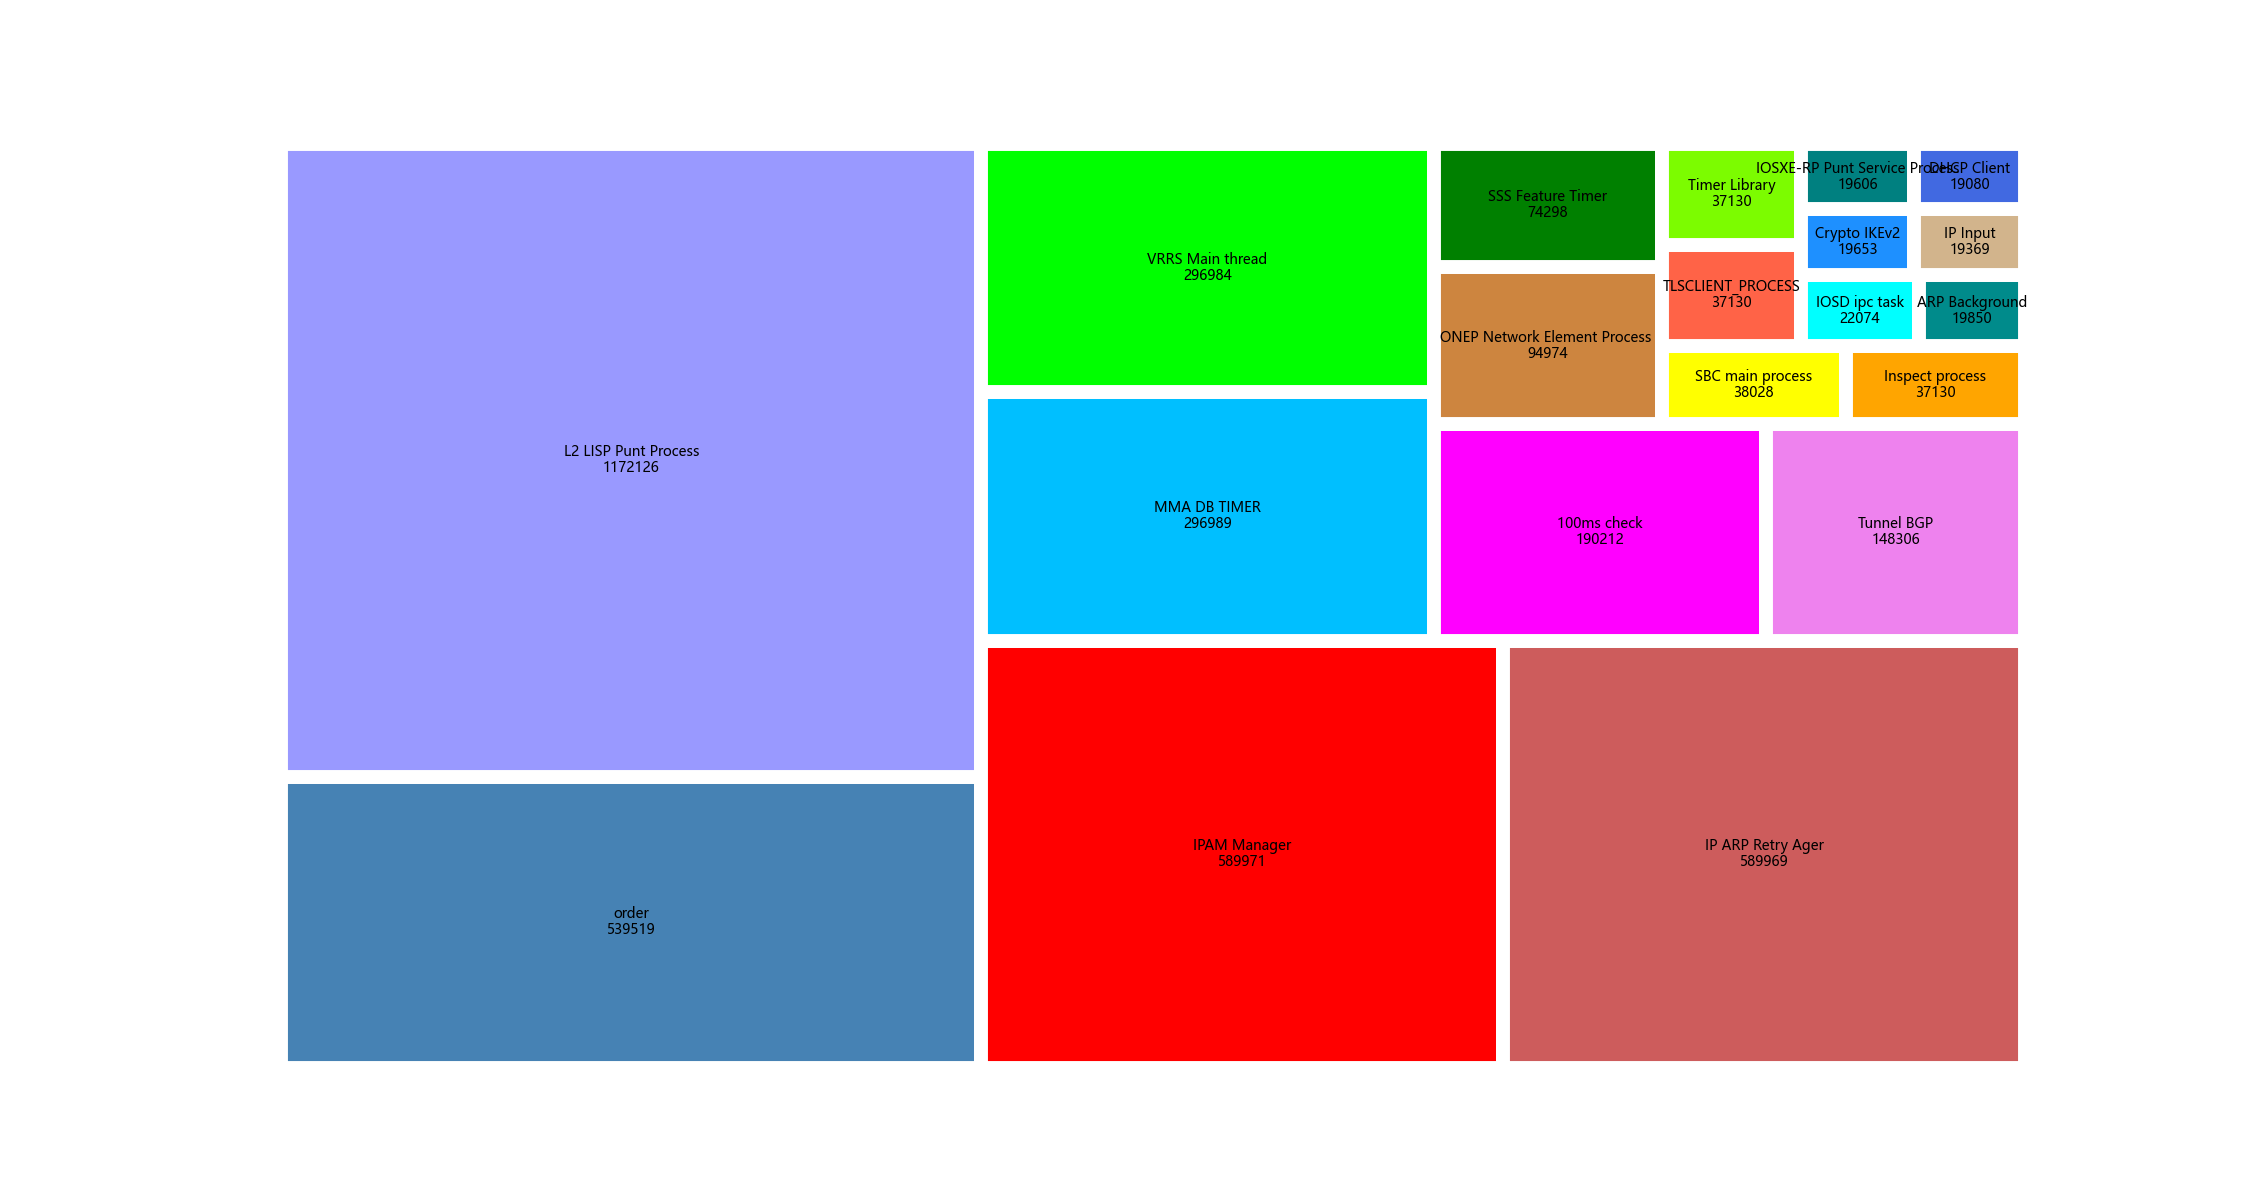 L2 LISP Punt Process
1172126
order
539519
VRRS Main thread
296984
MMA DB TIMER
296989
IPAM Manager
589971
IP ARP Retry Ager
589969
SSS Feature Timer
74298
ONEP Network Element Process
94974
Timer Library
37130
TLSCLIENT_PROCESS
37130
IOSXE-RP Punt Service Process
19606
DHCP Client
19080
Crypto IKEv2
19653
IP Input
19369
IOSD ipc task
22074
ARP Background
19850
SBC main process
38028
Inspect process
37130
100ms check
190212
Tunnel BGP
148306